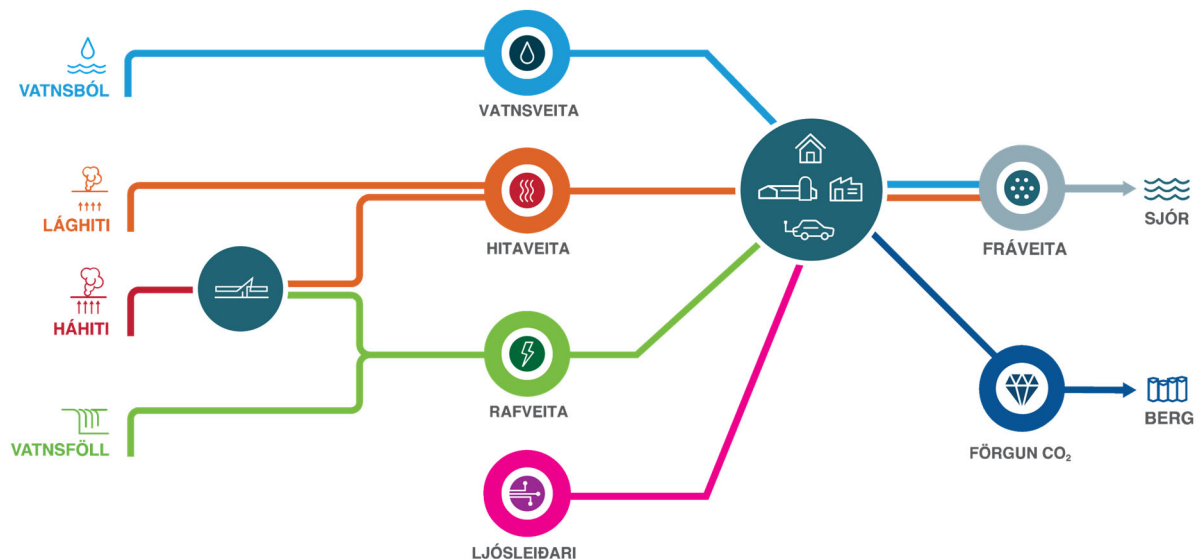 VATNSBÓL
VATNSVEITA
LÁGHITI
HITAVEITA
HÁHITI
RAFVEITA
VATNSFÖLL
LJÓSLEIÐARI
FRÁVEITA
SJÓR
FÖRGUN CO₂
BERG